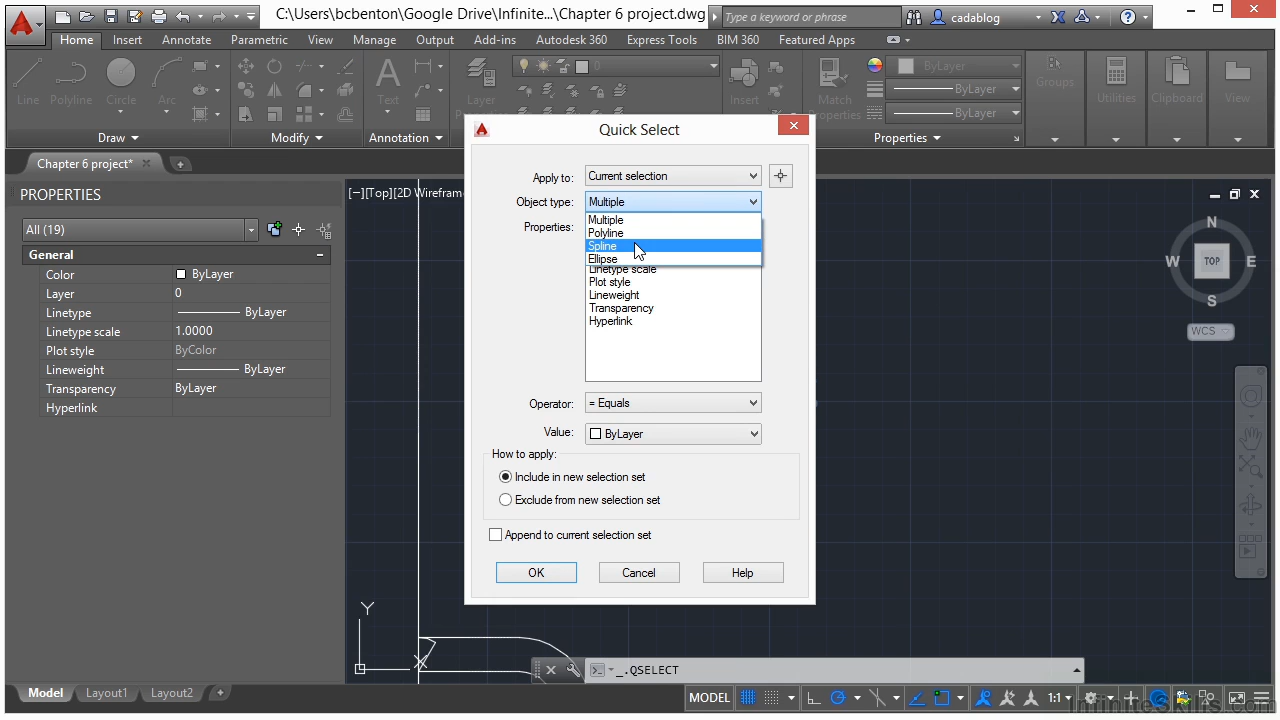 C:\Users\bcbenton\Google Drive\Infinite...\Chapter 6 project.dwg
Type a keyword or phrase
cadablog
Home Insert Annotate Parametric View Manage Output Add-ins Autodesk 360 Express Tools BIM 360 Featured Apps
Line Polyline Circle Arc
Text
Layer Properties
0
Insert
Match Properties
ByLayer
ByLayer
ByLayer
Groups
Utilities
Clipboard
View
Draw
Modify
Annotation
Properties
Chapter 6 project*
PROPERTIES
All (19)
General
Color ByLayer
Layer 0
Linetype ByLayer
Linetype scale 1.0000
Plot style ByColor
Lineweight ByLayer
Transparency ByLayer
Hyperlink
[−][Top][2D Wirefram
Quick Select
Apply to: Current selection
Object type: Multiple
Properties:
Multiple
Polyline
Spline
Ellipse
Linetype scale
Plot style
Lineweight
Transparency
Hyperlink
Operator: = Equals
Value: ByLayer
How to apply:
Include in new selection set
Exclude from new selection set
Append to current selection set
OK Cancel Help
N
W TOP E
S
WCS
Y
X
_.QSELECT
Model Layout1 Layout2
MODEL 1:1
InfiniteSkills.com